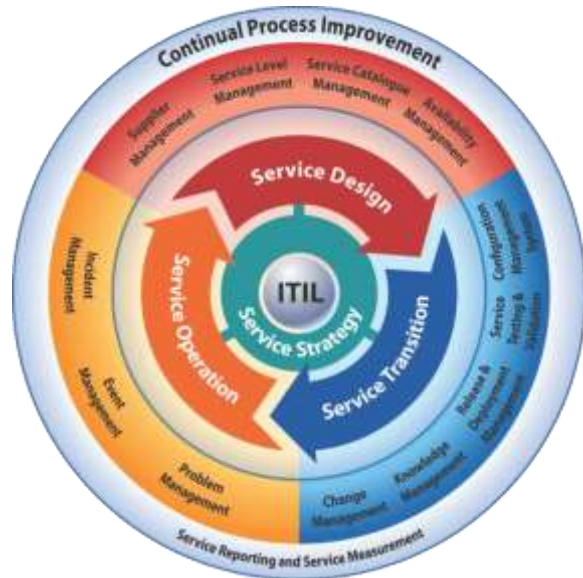 Continual Process Improvement
Supplier
Management
Service Level
Management
Service Catalogue
Management
Availability
Management
Configuration
Management
System
Service
Testing &
Validation
Release &
Deployment
Management
Knowledge
Management
Change
Management
Problem
Management
Event
Management
Incident
Management
Service Design
Service Transition
Service Operation
Service Strategy
ITIL
Service Reporting and Service Measurement